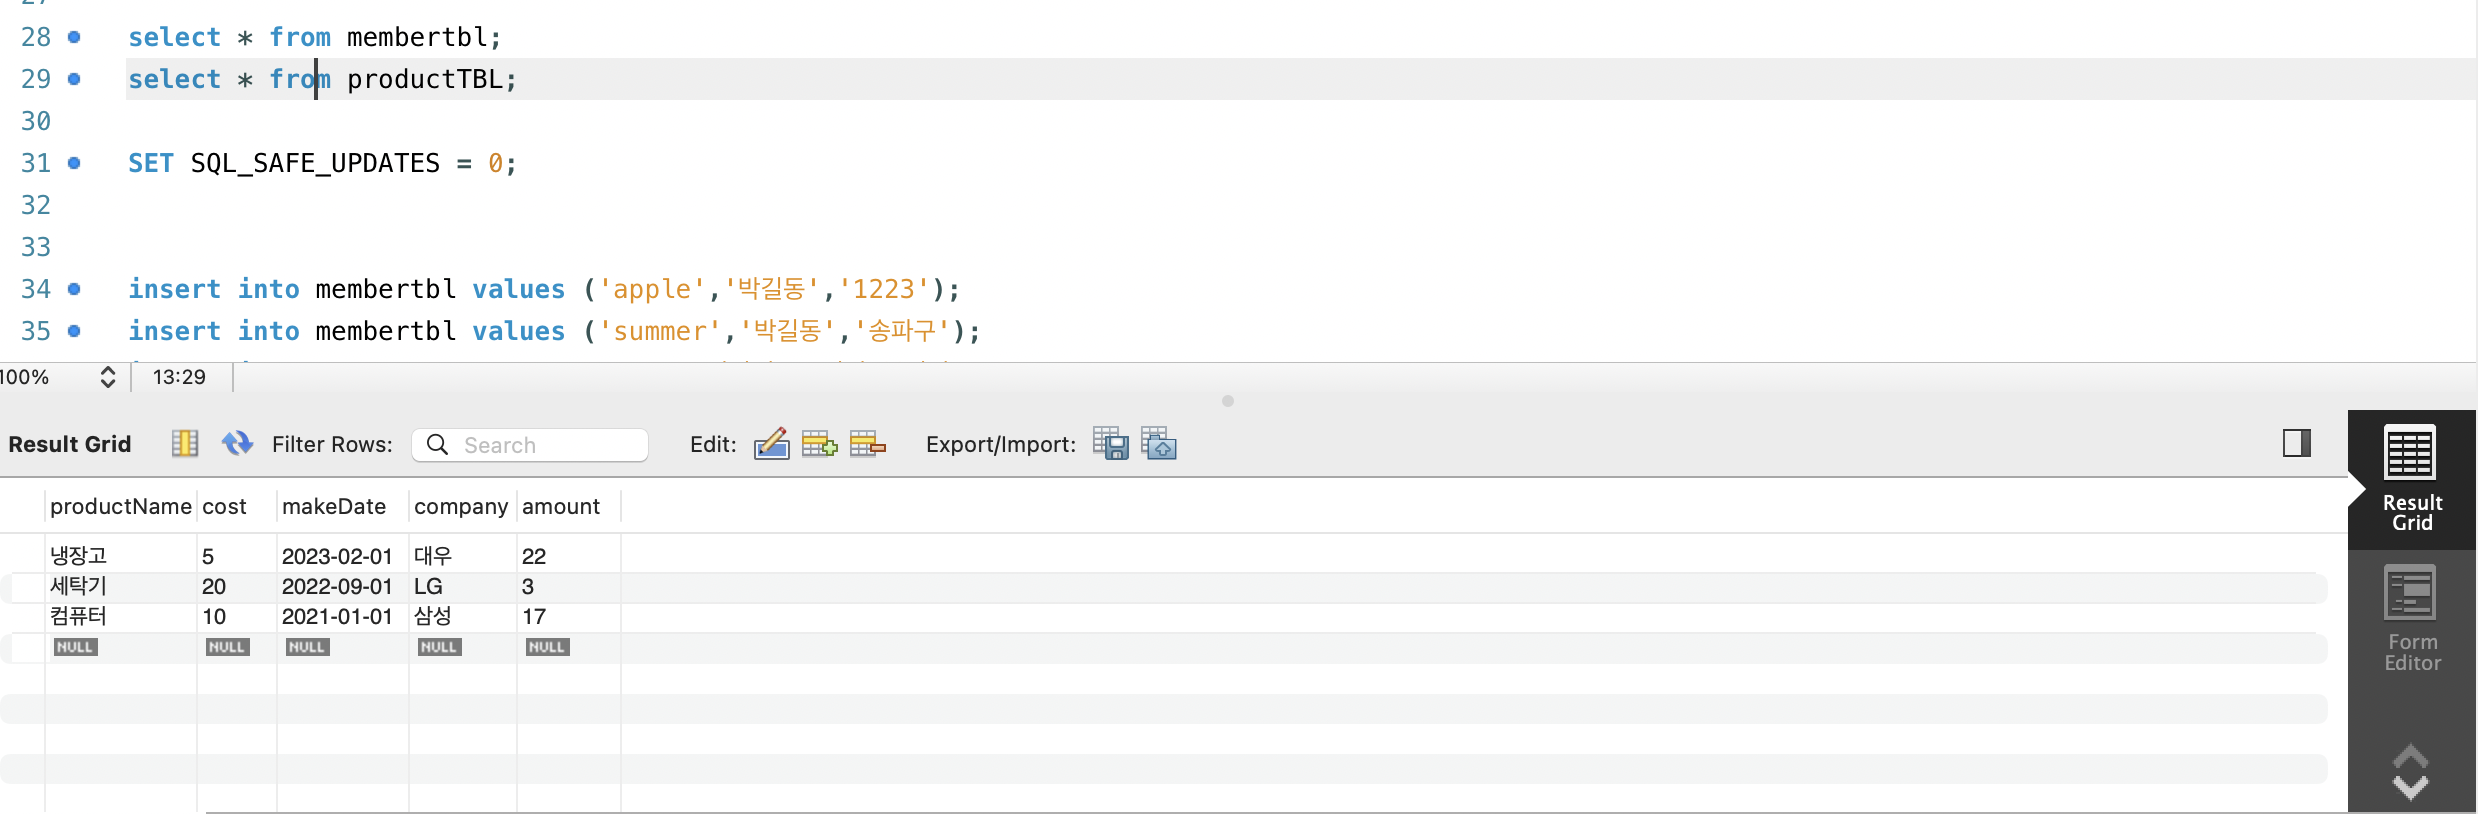 27
28 select * from membertbl;
29 select * from productTBL;
30
31 SET SQL_SAFE_UPDATES = 0;
32
33
34 insert into membertbl values ('apple','박길동','1223');
35 insert into membertbl values ('summer','박길동','송파구');
100% 13:29
Result Grid Filter Rows: Search Edit: Export/Import:
productName cost makeDate company amount
냉장고 5 2023-02-01 대우 22
세탁기 20 2022-09-01 LG 3
컴퓨터 10 2021-01-01 삼성 17
NULL NULL NULL NULL NULL
Result
Grid
Form
Editor